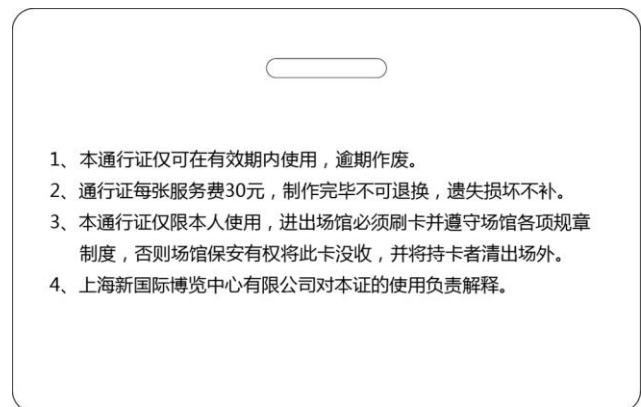 1、本通行证仅可在有效期内使用，逾期作废。
2、通行证每张服务费30元，制作完毕不可退换，遗失损坏不补。
3、本通行证仅限本人使用，进出场馆必须刷卡并遵守场馆各项规章
制度，否则场馆保安有权将此卡没收，并将持卡者清出场外。
4、上海新国际博览中心有限公司对本证的使用负责解释。